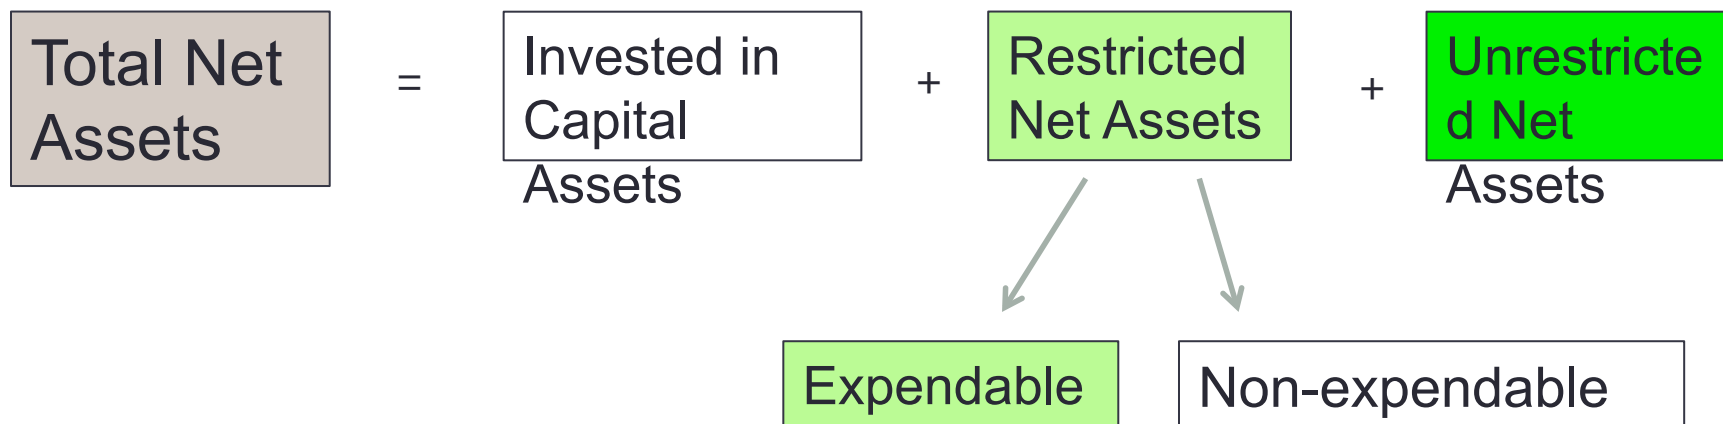 Total Net
Assets
=
Invested in
Capital
Assets
+
Restricted
Net Assets
+
Unrestricte
d Net
Assets
Expendable
Non-expendable